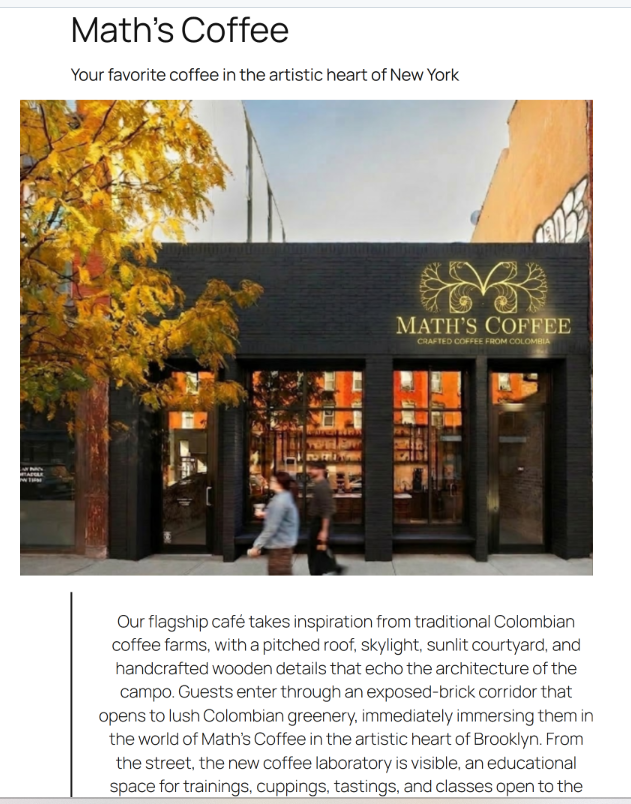 Math's Coffee
Your favorite coffee in the artistic heart of New York
MATH'S COFFEE
CRAFTED COFFEE FROM COLOMBIA
Our flagship café takes inspiration from traditional Colombian
coffee farms, with a pitched roof, skylight, sunlit courtyard, and
handcrafted wooden details that echo the architecture of the
campo. Guests enter through an exposed-brick corridor that
opens to lush Colombian greenery, immediately immersing them in
the world of Math's Coffee in the artistic heart of Brooklyn. From
the street, the new coffee laboratory is visible, an educational
space for trainings, cuppings, tastings, and classes open to the